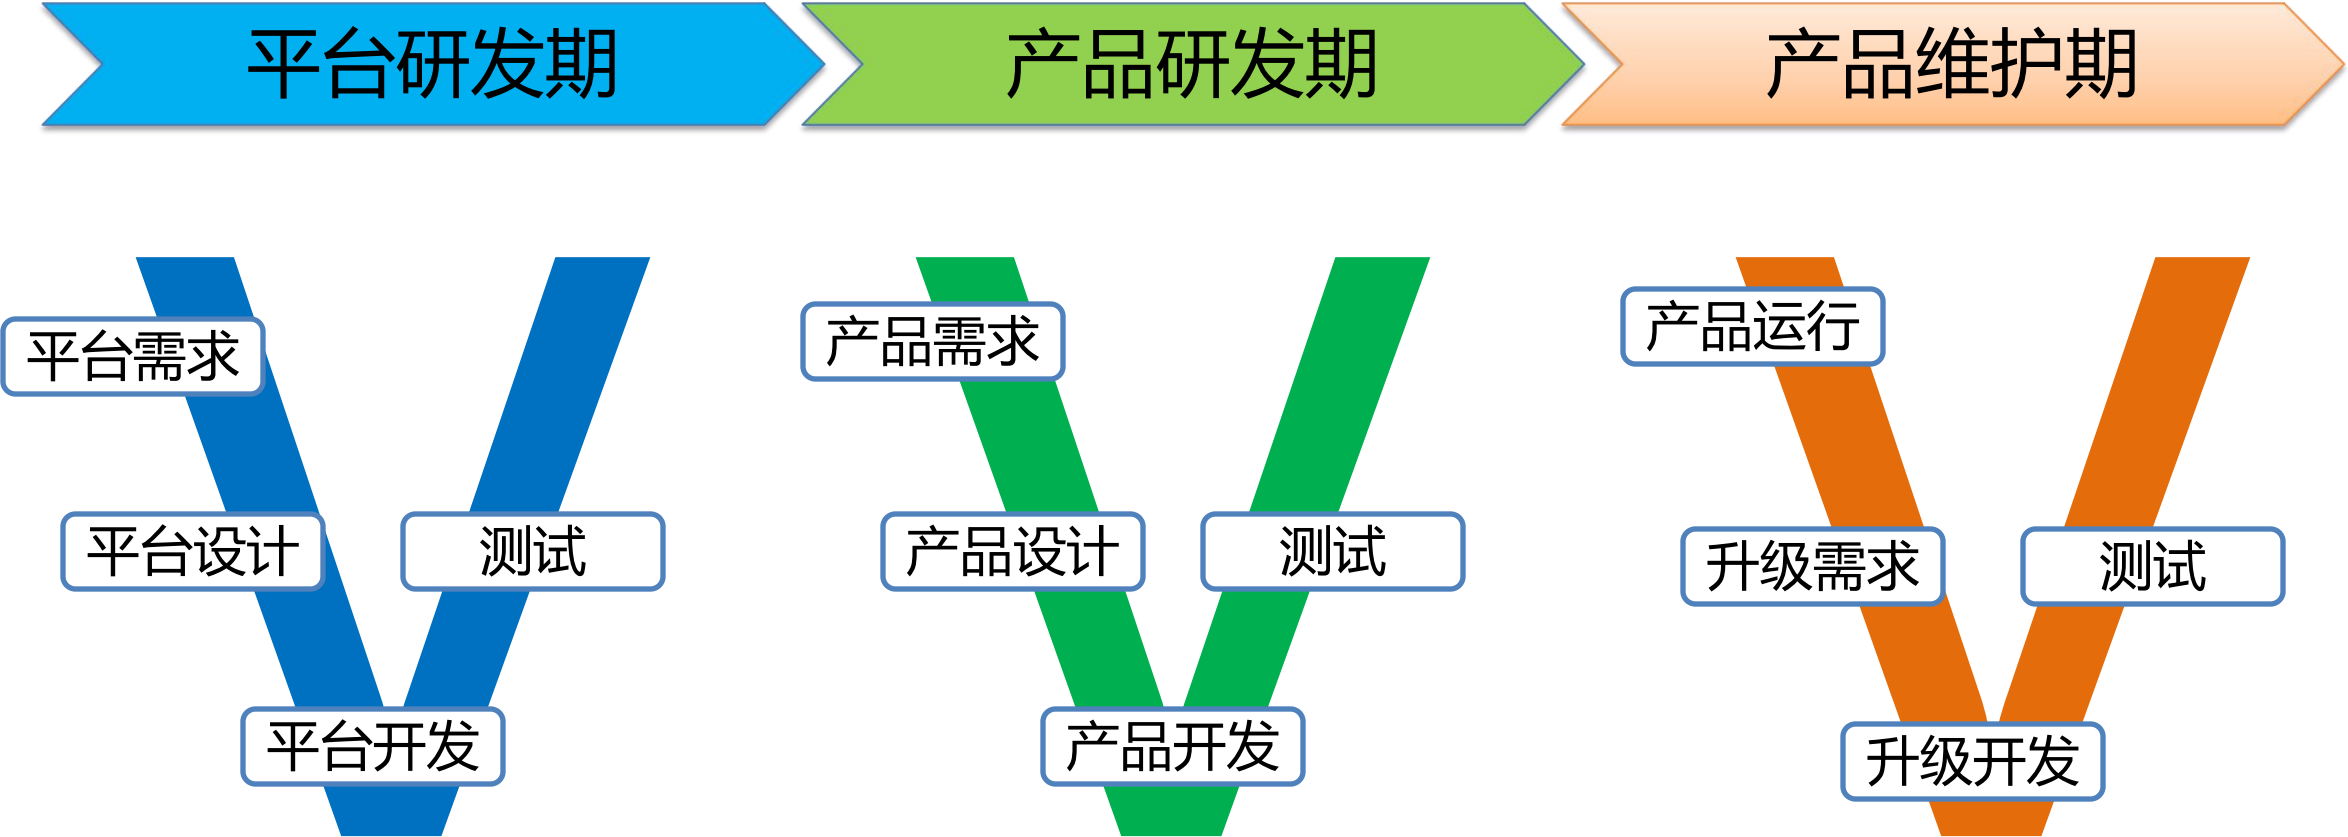 平台研发期
产品研发期
产品维护期
平台需求
平台设计
测试
平台开发
产品需求
产品设计
测试
产品开发
产品运行
升级需求
测试
升级开发